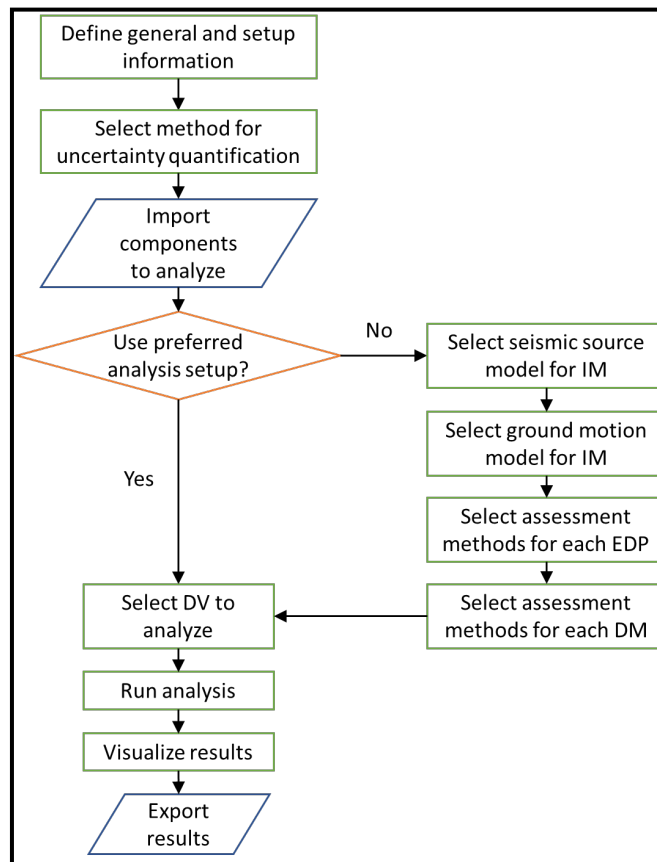 Define general and setup
information
Select method for
uncertainty quantification
Import
components
to analyze
Use preferred
analysis setup?
No
Select seismic source
model for IM
Select ground motion
model for IM
Select assessment
methods for each EDP
Select assessment
methods for each DM
Yes
Select DV to
analyze
Run analysis
Visualize results
Export
results